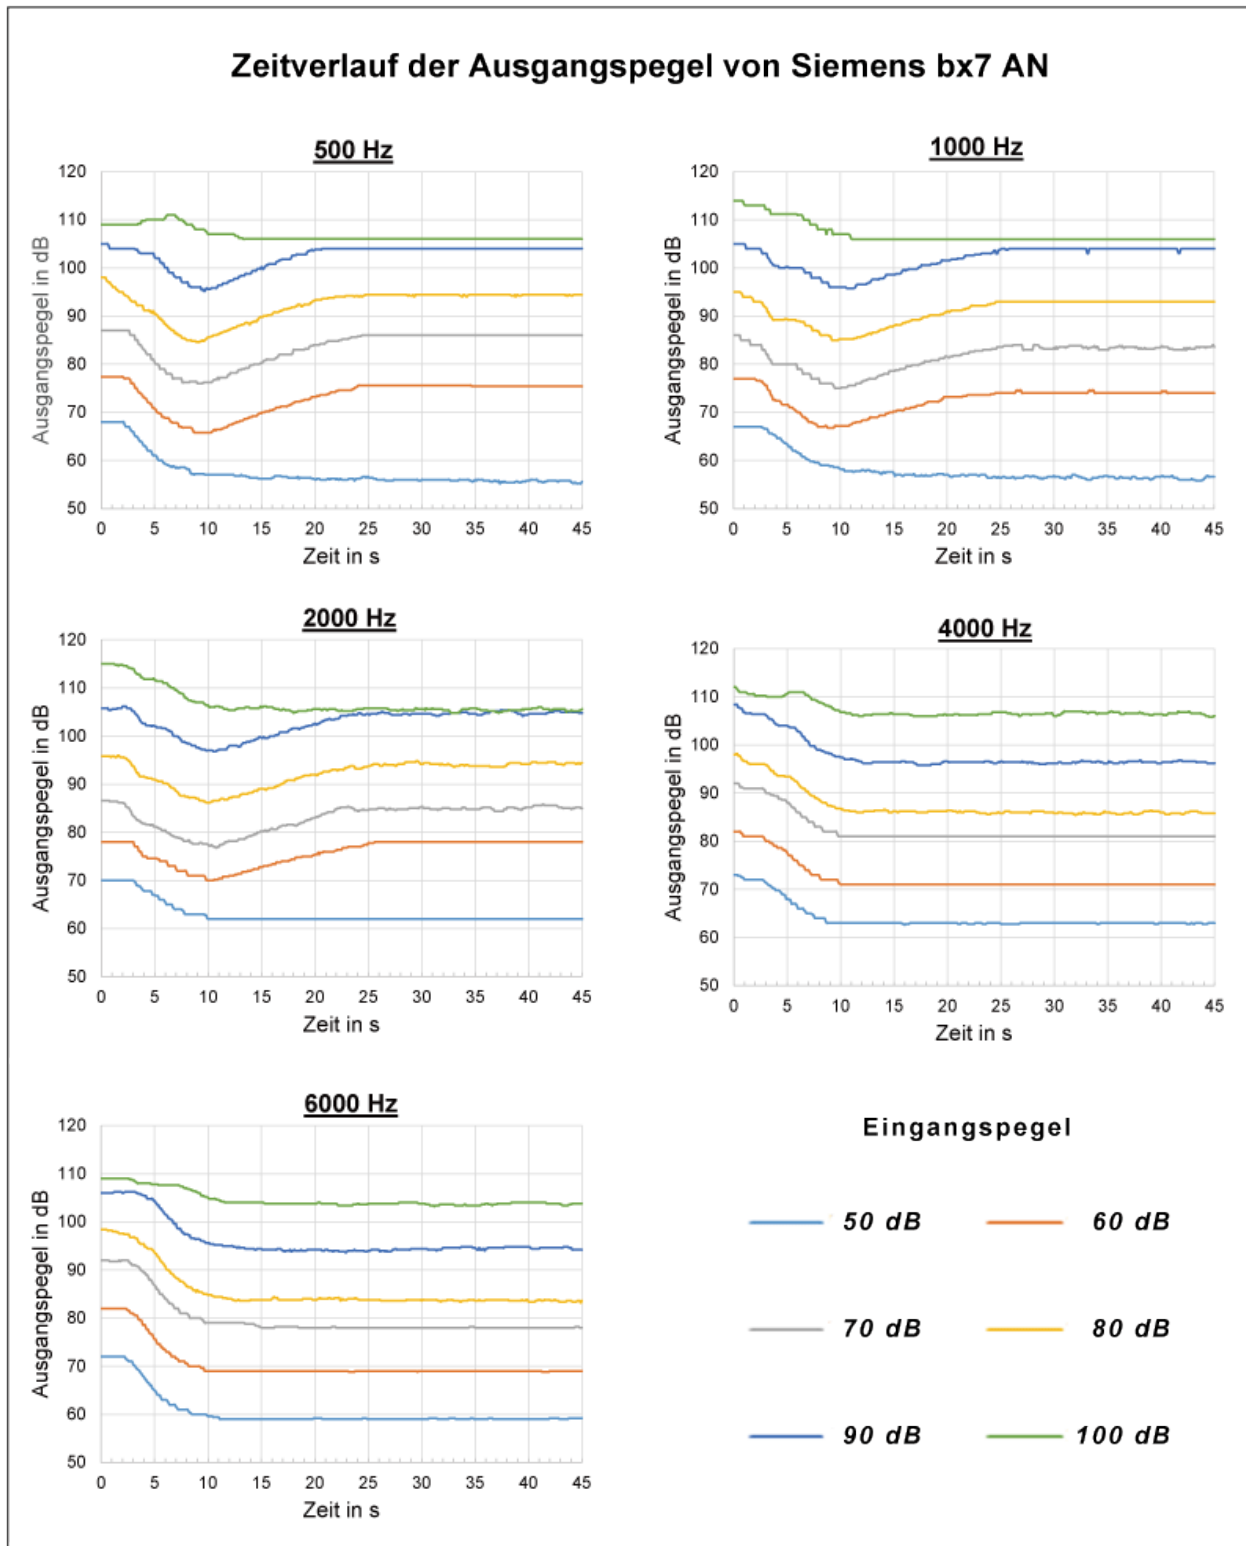 Zeitverlauf der Ausgangspegel von Siemens bx7 AN
500 Hz
120
110
100
90
80
70
60
50
Ausgangspegel in dB
0 5 10 15 20 25 30 35 40 45
Zeit in s
1000 Hz
120
110
100
90
80
70
60
50
Ausgangspegel in dB
0 5 10 15 20 25 30 35 40 45
Zeit in s
2000 Hz
120
110
100
90
80
70
60
50
Ausgangspegel in dB
0 5 10 15 20 25 30 35 40 45
Zeit in s
4000 Hz
120
110
100
90
80
70
60
50
Ausgangspegel in dB
0 5 10 15 20 25 30 35 40 45
Zeit in s
6000 Hz
120
110
100
90
80
70
60
50
Ausgangspegel in dB
0 5 10 15 20 25 30 35 40 45
Zeit in s
Eingangspegel
50 dB 60 dB
70 dB 80 dB
90 dB 100 dB